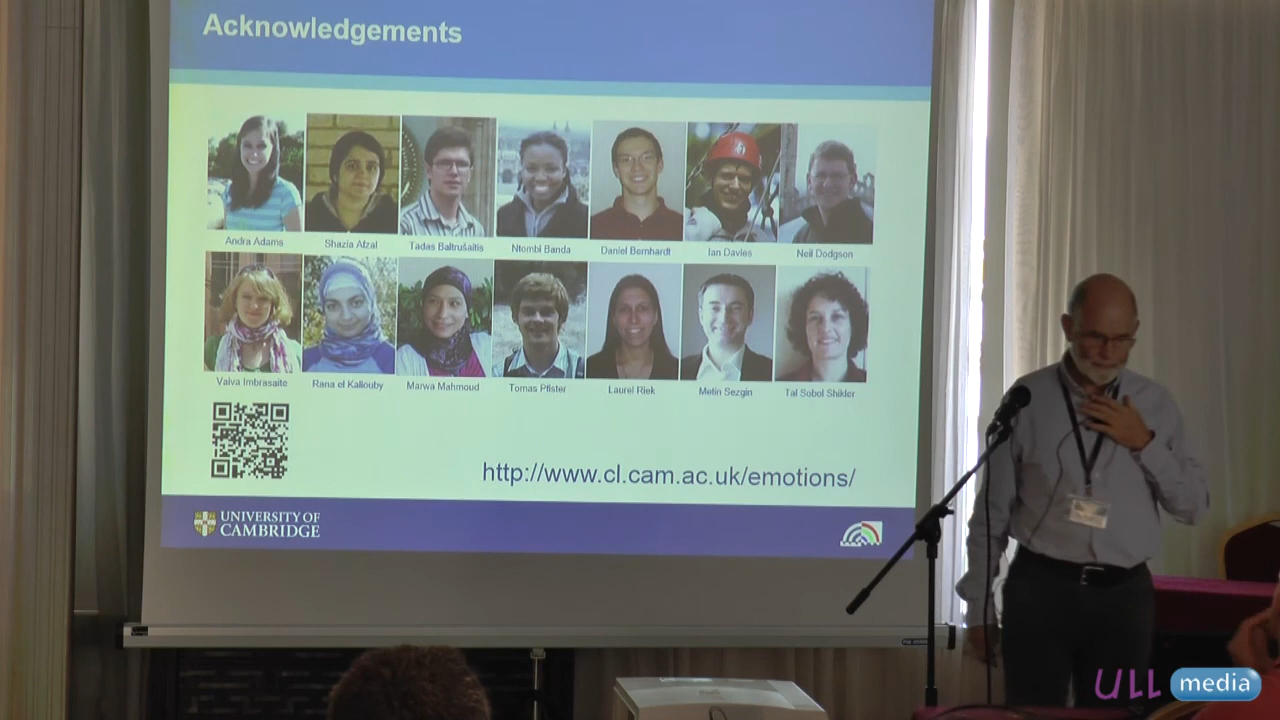 Acknowledgements
Andra Adams Shazia Afzal Tadas Baltrušaitis Ntombi Banda Daniel Bernhardt Ian Davies Neil Dodgson
Vaiva Imbrasaite Rana el Kaliouby Marwa Mahmoud Tomas Pfister Laurel Riek Metin Sezgin Tal Sobol Shikler
http://www.cl.cam.ac.uk/emotions/
UNIVERSITY OF
CAMBRIDGE
ULL media